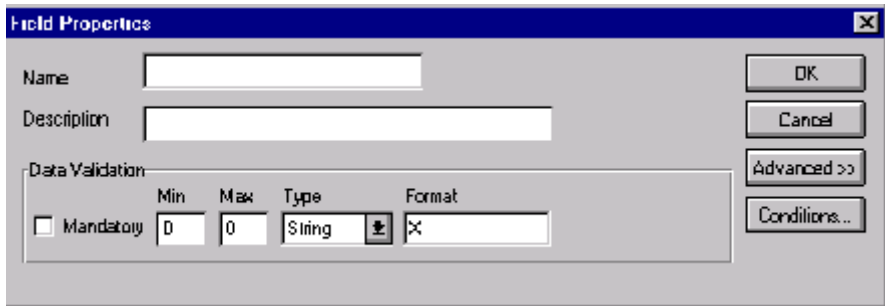 Field Properties
Name
OK
Description
Cancel
Data Validation
Advanced >>
Min Max Type Format
Mandatory 0 0 String X
Conditions...